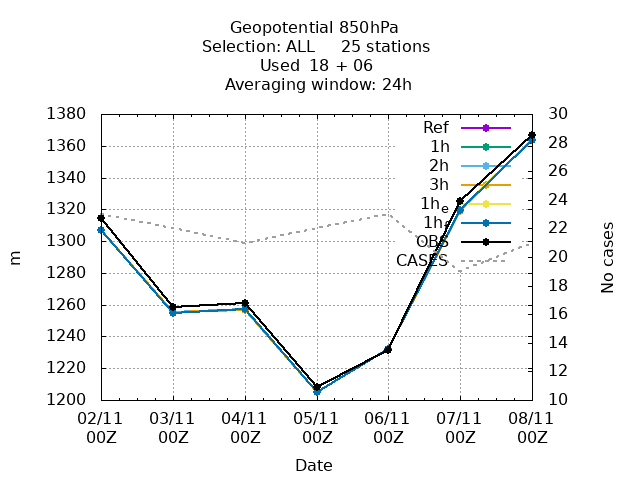 Geopotential 850hPa
Selection: ALL     25 stations
Used  18 + 06
Averaging window: 24h
1380
1360
1340
1320
1300
1280
1260
1240
1220
1200
m
30
28
26
24
22
20
18
16
14
12
10
No cases
Ref
1h
2h
3h
1he
1hf
OBS
CASES
02/11 03/11 04/11 05/11 06/11 07/11 08/11
00Z 00Z 00Z 00Z 00Z 00Z 00Z
Date